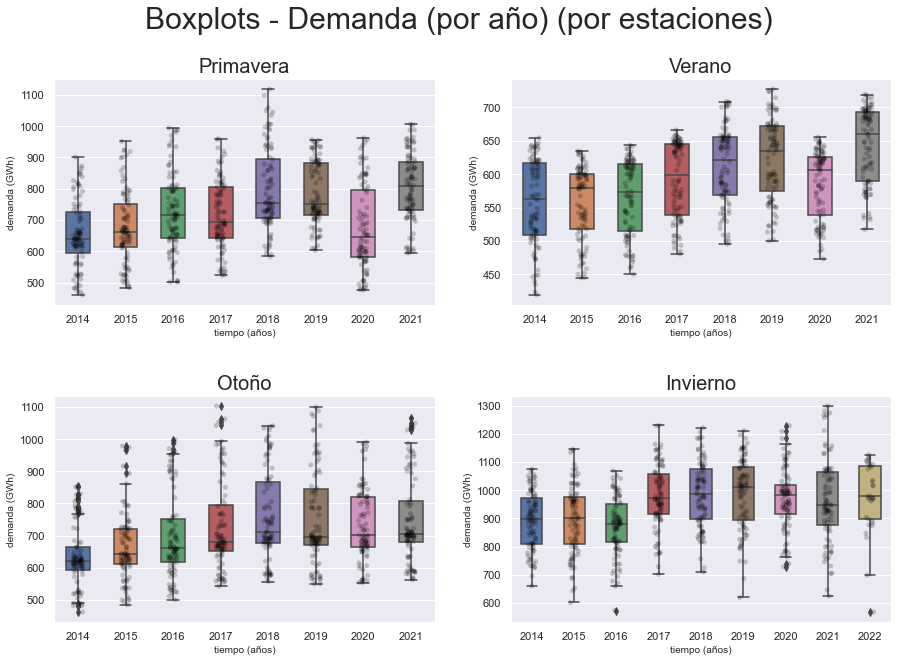 Boxplots - Demanda (por año) (por estaciones)
Primavera
demanda (GWh)
1100
1000
900
800
700
600
500
2014 2015 2016 2017 2018 2019 2020 2021
tiempo (años)
Verano
demanda (GWh)
700
650
600
550
500
450
2014 2015 2016 2017 2018 2019 2020 2021
tiempo (años)
Otoño
demanda (GWh)
1100
1000
900
800
700
600
500
2014 2015 2016 2017 2018 2019 2020 2021
tiempo (años)
Invierno
demanda (GWh)
1300
1200
1100
1000
900
800
700
600
2014 2015 2016 2017 2018 2019 2020 2021 2022
tiempo (años)